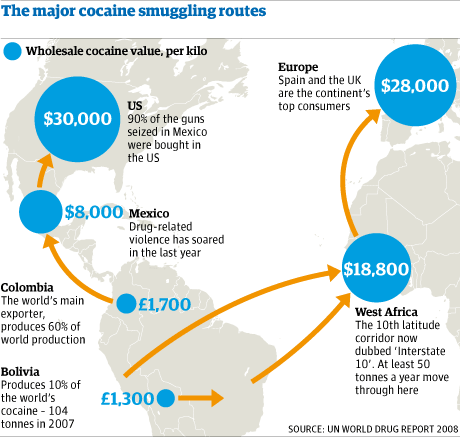 The major cocaine smuggling routes
Wholesale cocaine value, per kilo
$30,000
US
90% of the guns
seized in Mexico
were bought in
the US
Europe
Spain and the UK
are the continent's
top consumers
$28,000
$8,000
Mexico
Drug-related
violence has soared
in the last year
Colombia
The world's main
exporter,
produces 60% of
world production
£1,700
$18,800
West Africa
The 10th latitude
corridor now
dubbed 'Interstate
10'. At least 50
tonnes a year move
through here
Bolivia
Produces 10% of
the world's
cocaine - 104
tonnes in 2007
£1,300
SOURCE: UN WORLD DRUG REPORT 2008